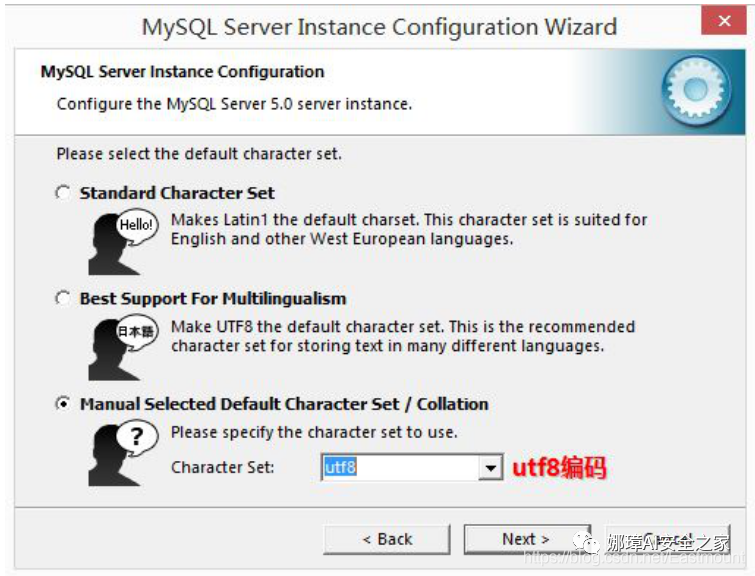 MySQL Server Instance Configuration Wizard
MySQL Server Instance Configuration
Configure the MySQL Server 5.0 server instance.
Please select the default character set.
Standard Character Set
Hello!
Makes Latin1 the default charset. This character set is suited for
English and other West European languages.
Best Support For Multilingualism
日本語
Make UTF8 the default character set. This is the recommended
character set for storing text in many different languages.
Manual Selected Default Character Set / Collation
?
Please specify the character set to use.
Character Set: utf8 utf8编码
< Back Next > Cancel
娜璋AI安全之家
https://blog.csdn.net/Eastmount